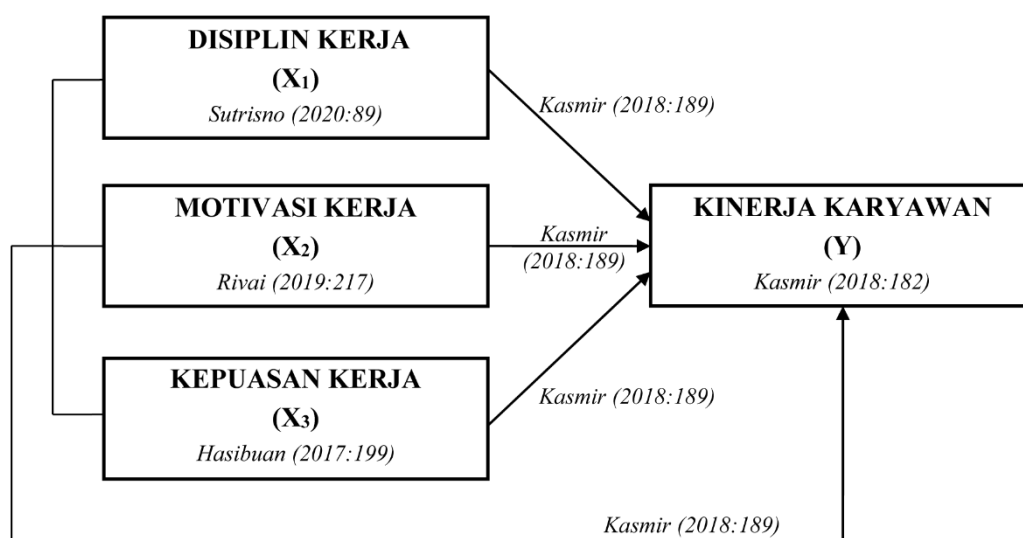 DISIPLIN KERJA
(X₁)
Sutrisno (2020:89)
Kasmir (2018:189)
MOTIVASI KERJA
(X₂)
Rivai (2019:217)
Kasmir
(2018:189)
KINERJA KARYAWAN
(Y)
Kasmir (2018:182)
KEPUASAN KERJA
(X₃)
Hasibuan (2017:199)
Kasmir (2018:189)
Kasmir (2018:189)